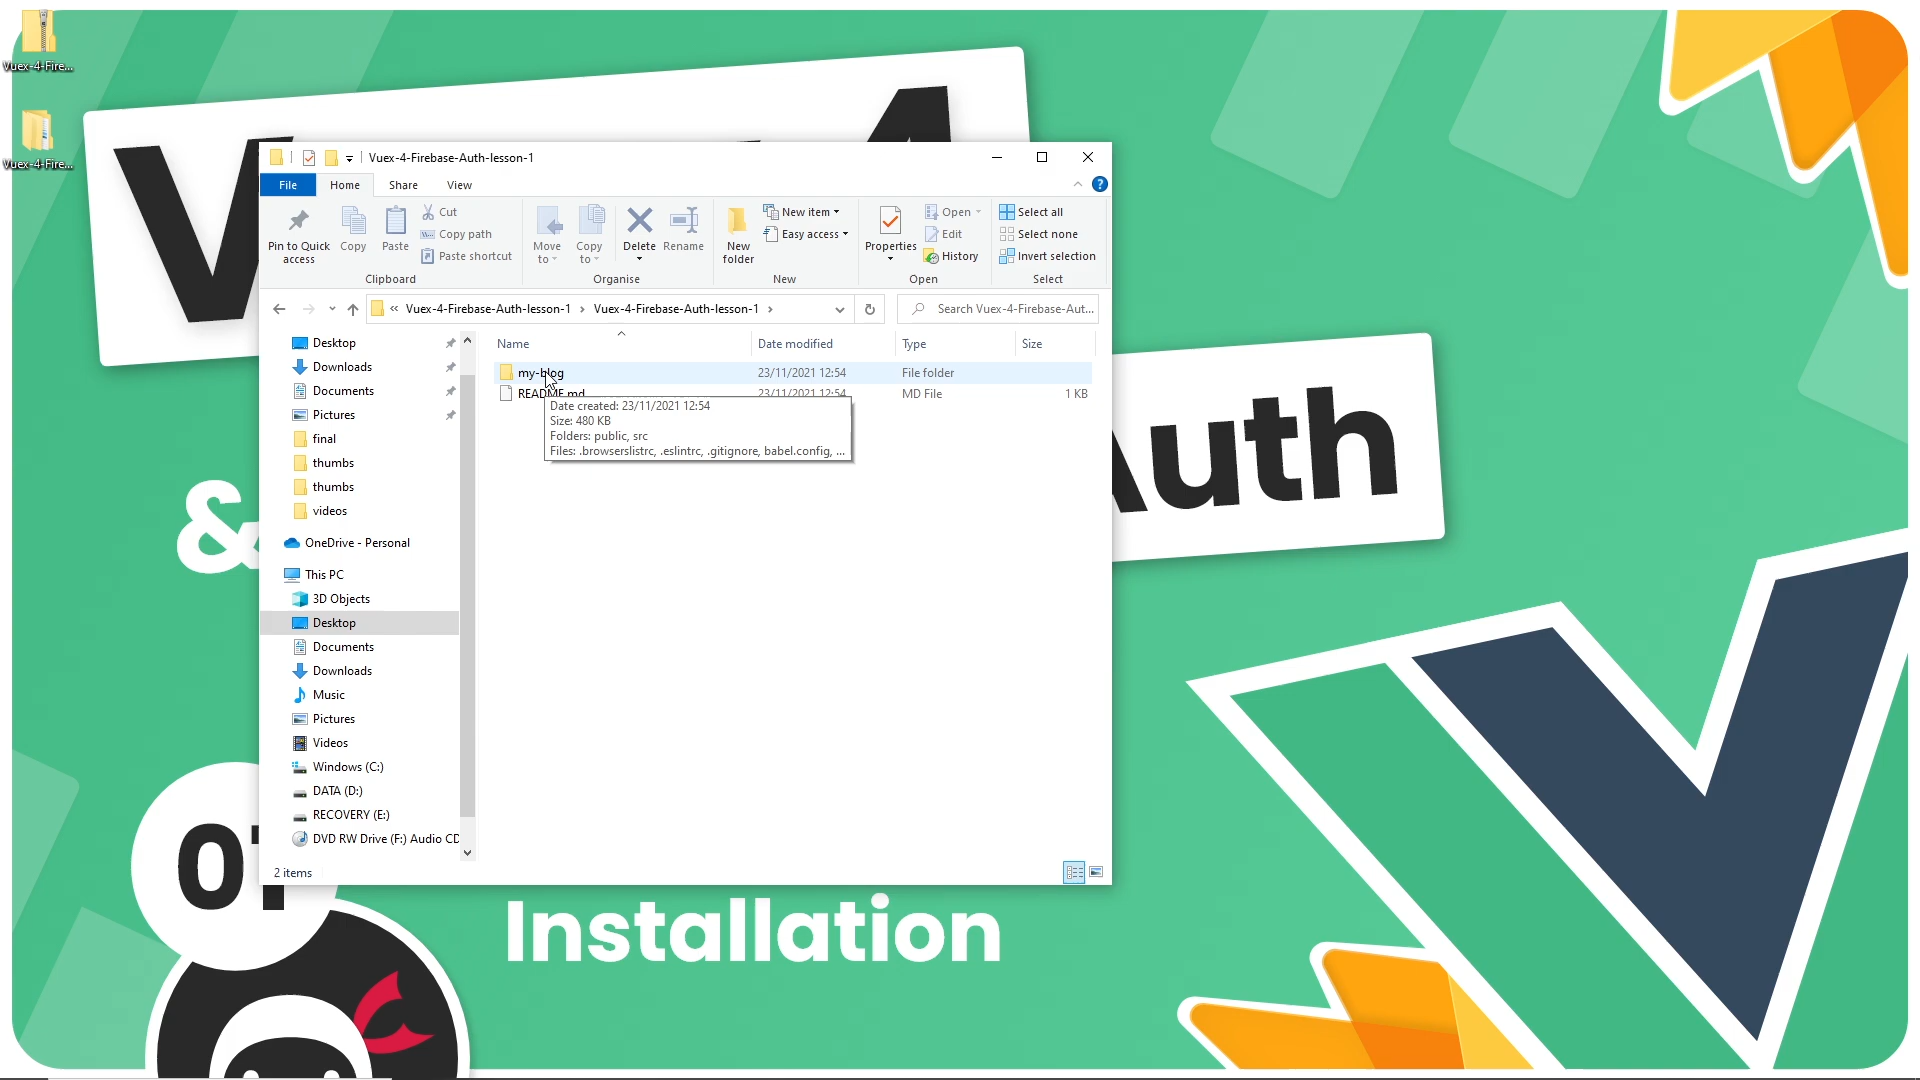 Vuex-4-Fire...
Vuex-4-Fire...
Vuex-4-Firebase-Auth-lesson-1
File Home Share View
Pin to Quick access
Copy
Paste
Cut
Copy path
Paste shortcut
Clipboard
Move to
Copy to
Delete
Rename
Organise
New folder
New item
Easy access
New
Properties
Open
Edit
History
Open
Select all
Select none
Invert selection
Select
« Vuex-4-Firebase-Auth-lesson-1 > Vuex-4-Firebase-Auth-lesson-1 >
Search Vuex-4-Firebase-Aut...
Desktop
Downloads
Documents
Pictures
final
thumbs
thumbs
videos
OneDrive - Personal
This PC
3D Objects
Desktop
Documents
Downloads
Music
Pictures
Videos
Windows (C:)
DATA (D:)
RECOVERY (E:)
DVD RW Drive (F:) Audio CD
Name Date modified Type Size
my-blog 23/11/2021 12:54 File folder
README.md 23/11/2021 12:54 MD File 1 KB
Date created: 23/11/2021 12:54
Size: 480 KB
Folders: public, src
Files: .browserslistrc, .eslintrc, .gitignore, babel.config, ...
2 items
&
Auth
Installation